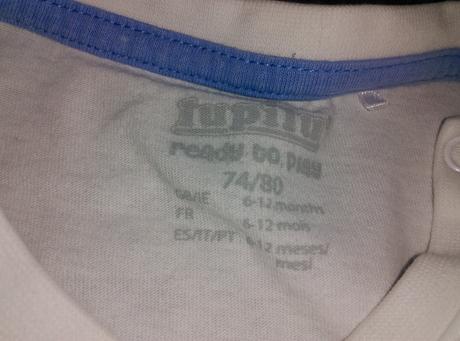 lupilu
ready to play
74/80
GB/IE 6-12 months
FR 6-12 mois
ES/IT/PT 6-12 meses/
mesi